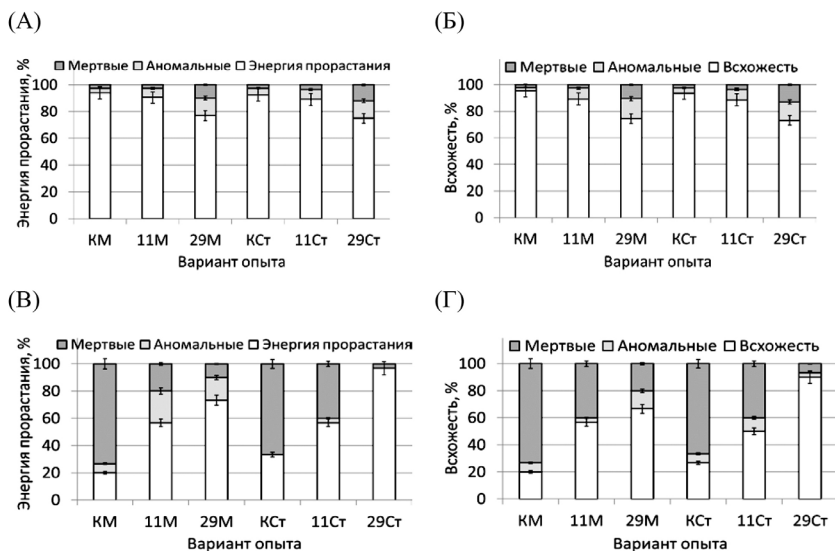 (А)
Мертвые Аномальные Энергия прорастания
Энергия прорастания, %
100
80
60
40
20
0
КМ 11М 29М КСт 11Ст 29Ст
Вариант опыта
(Б)
Мертвые Аномальные Всхожесть
Всхожесть, %
100
80
60
40
20
0
КМ 11М 29М КСт 11Ст 29Ст
Вариант опыта
(В)
Мертвые Аномальные Энергия прорастания
Энергия прорастания, %
100
80
60
40
20
0
КМ 11М 29М КСт 11Ст 29Ст
Вариант опыта
(Г)
Мертвые Аномальные Всхожесть
Всхожесть, %
100
80
60
40
20
0
КМ 11М 29М КСт 11Ст 29Ст
Вариант опыта